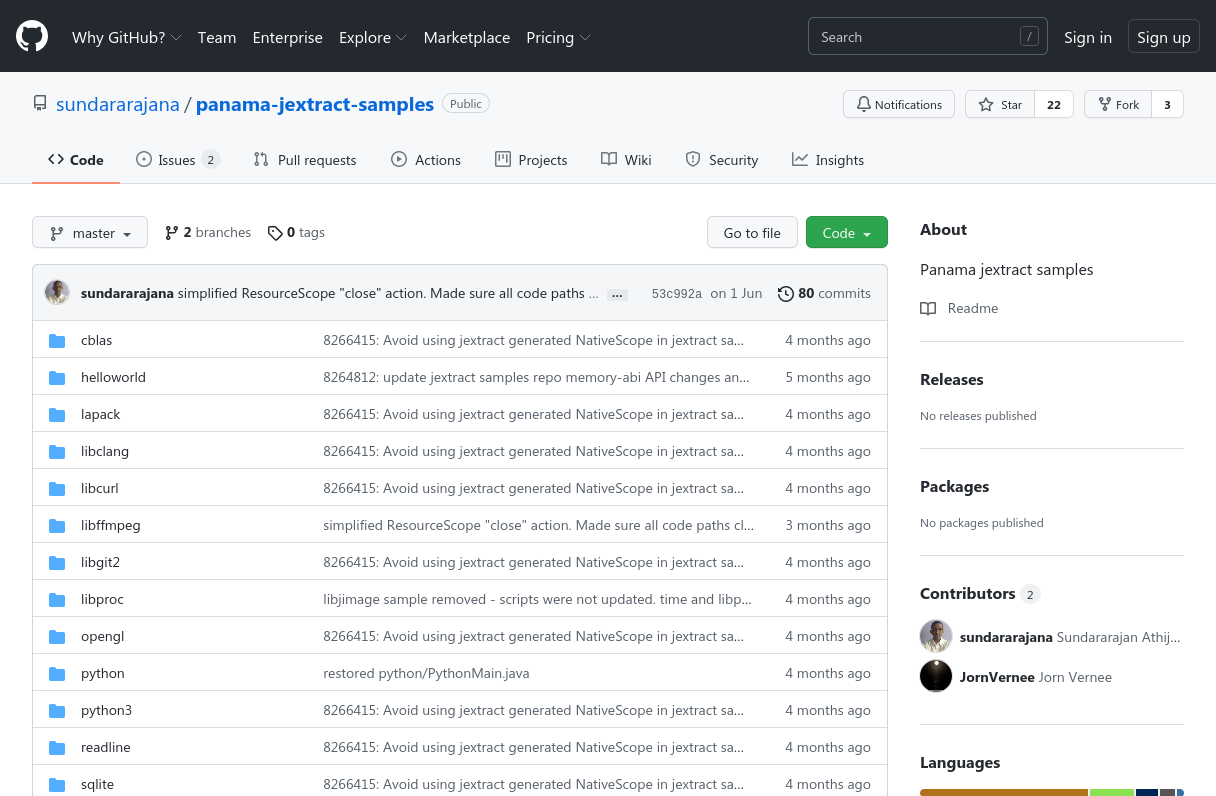 Why GitHub? Team Enterprise Explore Marketplace Pricing Search / Sign in Sign up
sundararajana / panama-jextract-samples Public Notifications Star 22 Fork 3
Code Issues 2 Pull requests Actions Projects Wiki Security Insights
master 2 branches 0 tags Go to file Code
sundararajana simplified ResourceScope "close" action. Made sure all code paths … ... 53c992a on 1 Jun 80 commits
cblas 8266415: Avoid using jextract generated NativeScope in jextract sa… 4 months ago
helloworld 8264812: update jextract samples repo memory-abi API changes an… 5 months ago
lapack 8266415: Avoid using jextract generated NativeScope in jextract sa… 4 months ago
libclang 8266415: Avoid using jextract generated NativeScope in jextract sa… 4 months ago
libcurl 8266415: Avoid using jextract generated NativeScope in jextract sa… 4 months ago
libffmpeg simplified ResourceScope "close" action. Made sure all code paths cl… 3 months ago
libgit2 8266415: Avoid using jextract generated NativeScope in jextract sa… 4 months ago
libproc libjimage sample removed - scripts were not updated. time and libp… 4 months ago
opengl 8266415: Avoid using jextract generated NativeScope in jextract sa… 4 months ago
python restored python/PythonMain.java 4 months ago
python3 8266415: Avoid using jextract generated NativeScope in jextract sa… 4 months ago
readline 8266415: Avoid using jextract generated NativeScope in jextract sa… 4 months ago
sqlite 8266415: Avoid using jextract generated NativeScope in jextract sa… 4 months ago
About
Panama jextract samples
Readme
Releases
No releases published
Packages
No packages published
Contributors 2
sundararajana Sundararajan Athij…
JornVernee Jorn Vernee
Languages